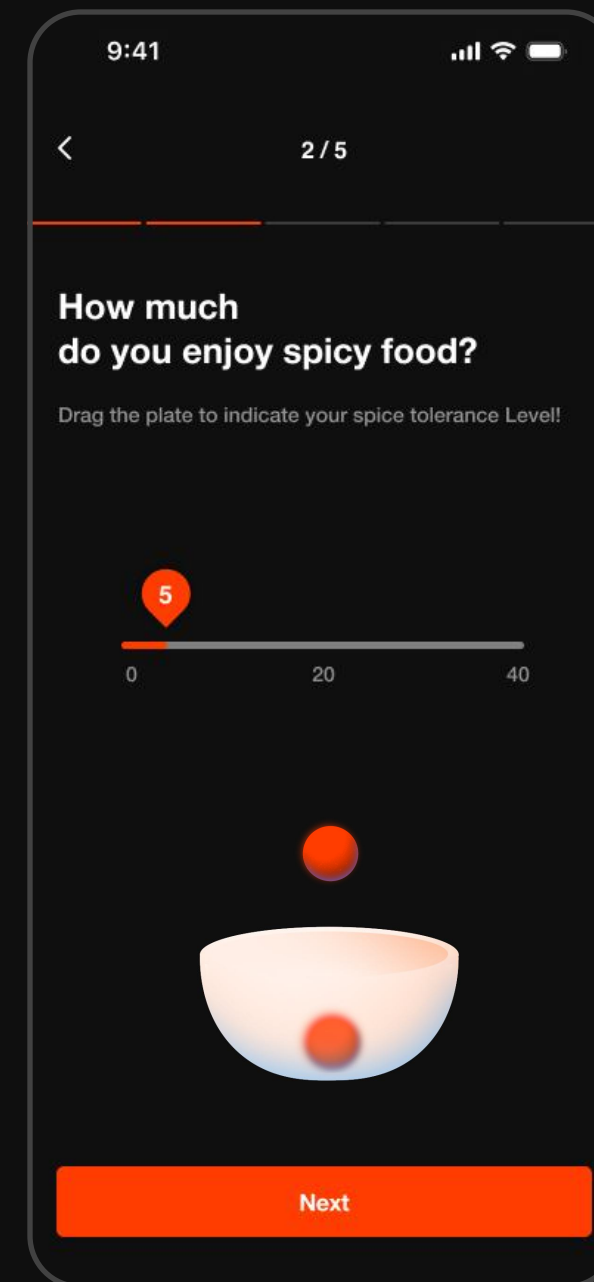 9:41
2 / 5
How much
do you enjoy spicy food?
Drag the plate to indicate your spice tolerance Level!
5
0 20 40
Next